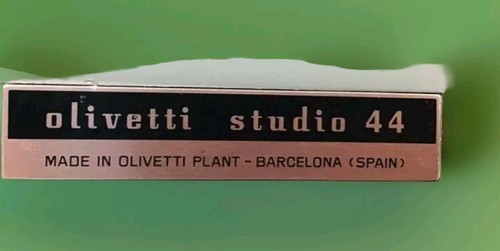 olivetti studio 44
MADE IN OLIVETTI PLANT - BARCELONA (SPAIN)